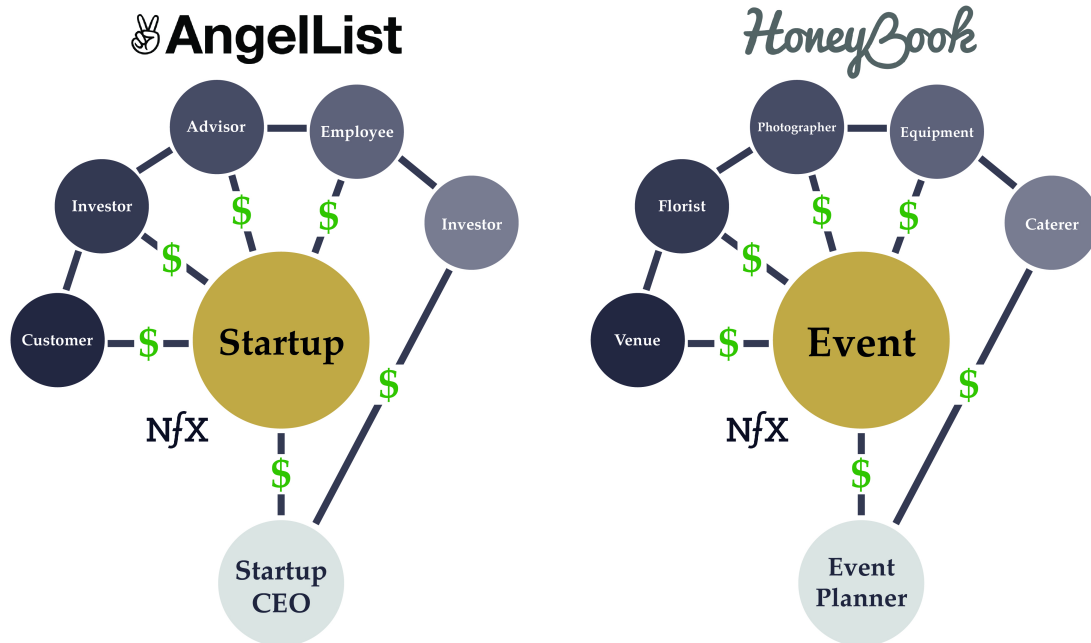 AngelList
Advisor
Employee
Investor
Investor
Customer
$
$
$
$
$
$
Startup
NfX
Startup
CEO
HoneyBook
Photographer
Equipment
Florist
Caterer
Venue
$
$
$
$
$
$
Event
NfX
Event
Planner